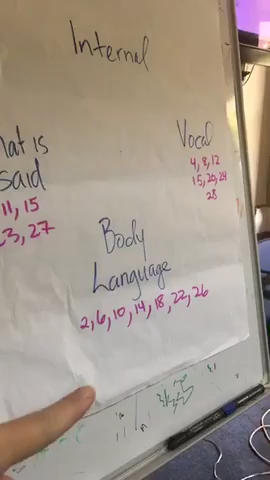 Internal
hat is
said
11, 15
23, 27
Vocal
4, 8, 12
15, 20, 24
28
Body
Language
2, 6, 10, 14, 18, 22, 26